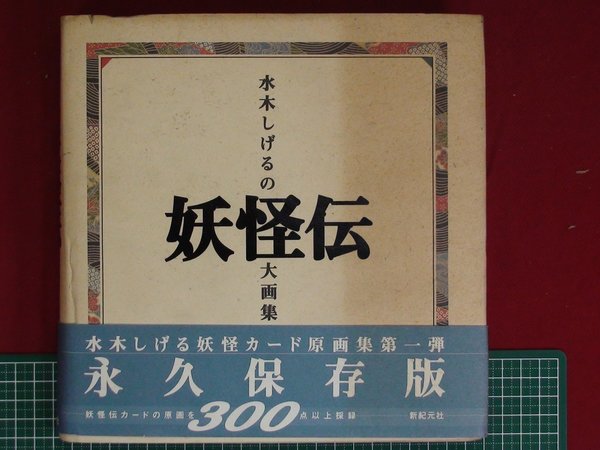 水木しげるの
妖怪伝
大画集
水木しげる妖怪カード原画集第一弾
永久保存版
妖怪伝カードの原画を300点以上採録 新紀元社